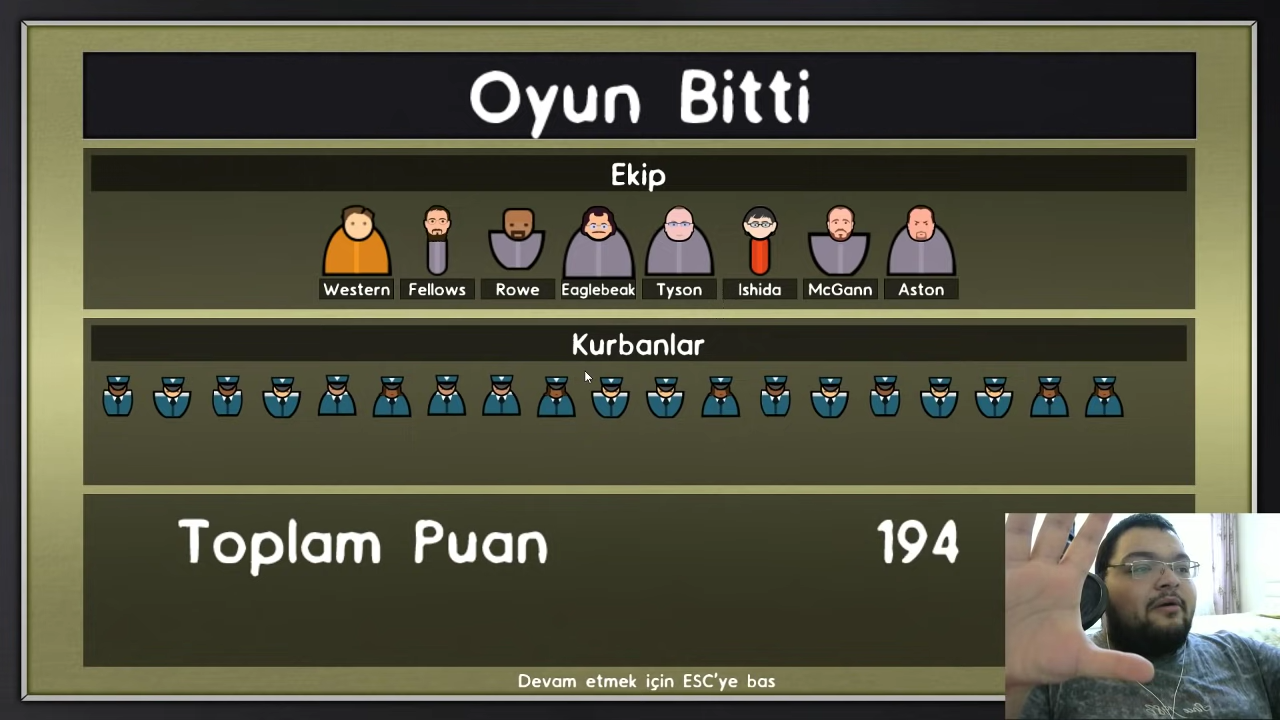 Oyun Bitti
Ekip
Western Fellows Rowe Eaglebeak Tyson Ishida McGann Aston
Kurbanlar
Toplam Puan 194
Devam etmek için ESC'ye bas